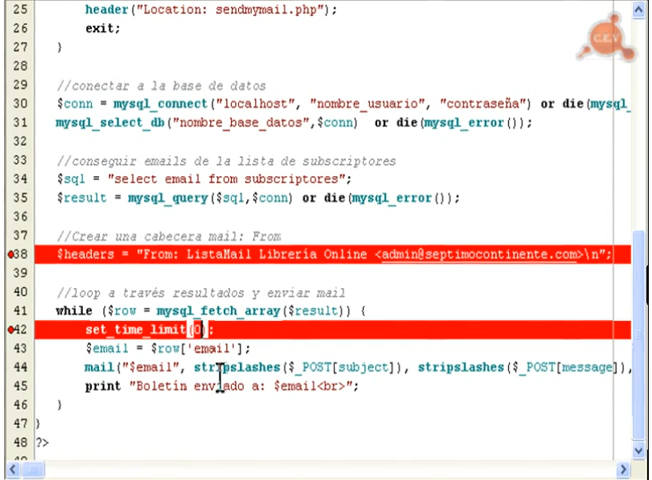 25 header("Location: sendmymail.php");
26 exit;
27 }
28
29 //conectar a la base de datos
30 $conn = mysql_connect("localhost", "nombre_usuario", "contraseña") or die(mysql_
31 mysql_select_db("nombre_base_datos",$conn) or die(mysql_error());
32
33 //conseguir emails de la lista de subscriptores
34 $sql = "select email from subscriptores";
35 $result = mysql_query($sql,$conn) or die(mysql_error());
36
37 //Crear una cabecera mail: From
38 $headers = "From: ListaMail Librería Online <admin@septimocontinente.com>\n";
39
40 //loop a través resultados y enviar mail
41 while ($row = mysql_fetch_array($result)) {
42 set_time_limit(0);
43 $email = $row['email'];
44 mail("$email", stripslashes($_POST[subject]), stripslashes($_POST[message]),
45 print "Boletín enviado a: $email<br>";
46 }
47 }
48 ?>
C.E.V